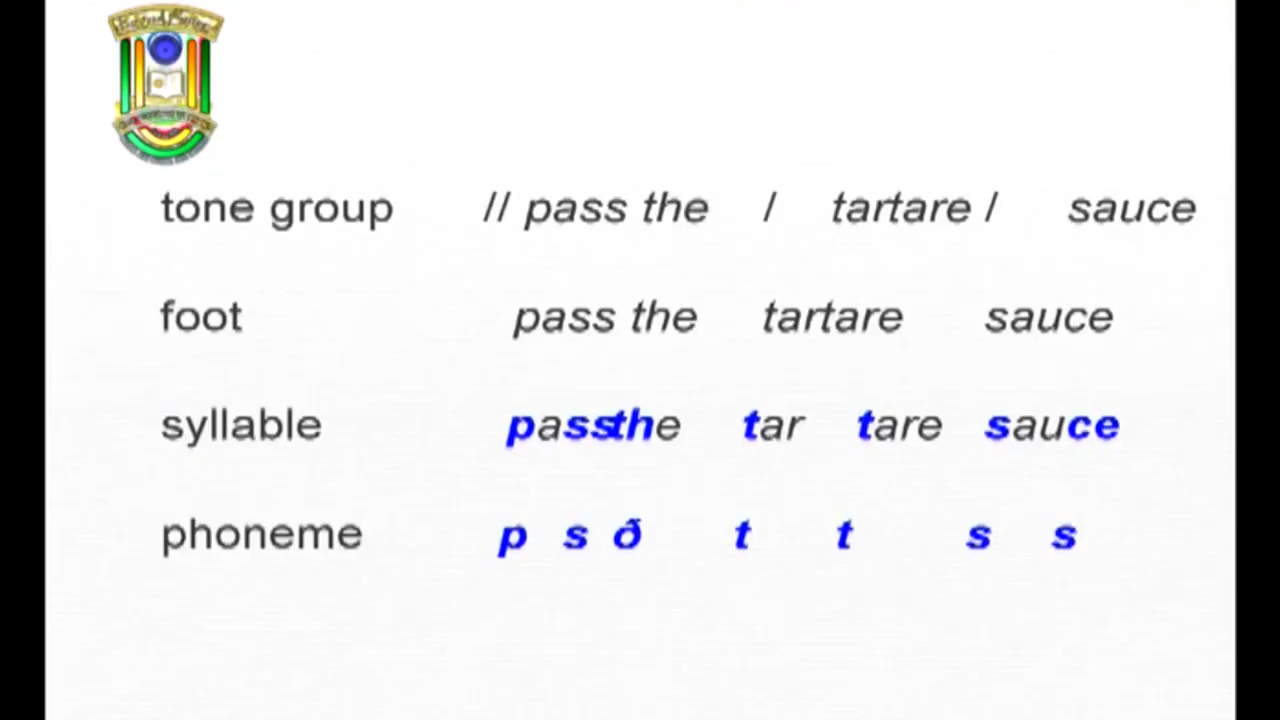 tone group // pass the / tartare / sauce
foot pass the tartare sauce
syllable passthe tar tare sauce
phoneme p s ð t t s s